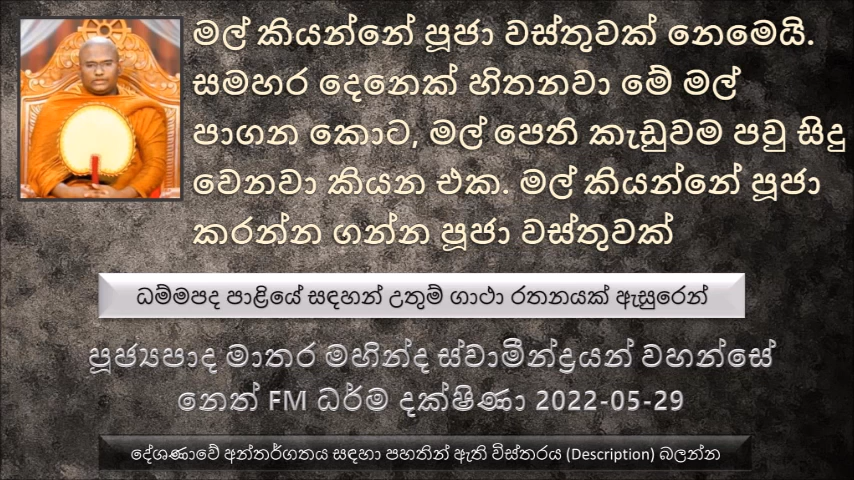 මල් කියන්නේ පූජා වස්තුවක් නෙමෙයි.
සමහර දෙනෙක් හිතනවා මේ මල්
පාගන කොට, මල් පෙති කැඩුවම පවු සිදු
වෙනවා කියන එක. මල් කියන්නේ පූජා
කරන්න ගන්න පූජා වස්තුවක්
ධම්මපද පාළියේ සඳහන් උතුම් ගාථා රතනයක් ඇසුරෙන්
පූජ්‍යපාද මාතර මහින්ද ස්වාමීන්ද්‍රයන් වහන්සේ
නෙත් FM ධර්ම දක්ෂිණා 2022-05-29
දේශණාවේ අන්තර්ගතය සඳහා පහතින් ඇති විස්තරය (Description) බලන්න